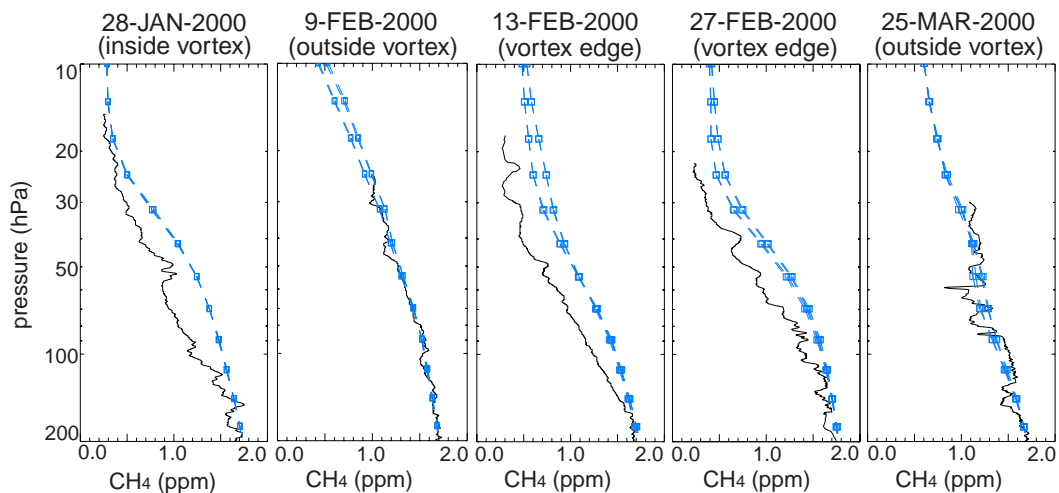 28-JAN-2000
(inside vortex)
9-FEB-2000
(outside vortex)
13-FEB-2000
(vortex edge)
27-FEB-2000
(vortex edge)
25-MAR-2000
(outside vortex)
pressure (hPa)
10
20
30
50
100
200
0.0 1.0 2.0
0.0 1.0 2.0
0.0 1.0 2.0
0.0 1.0 2.0
0.0 1.0 2.0
CH4 (ppm)
CH4 (ppm)
CH4 (ppm)
CH4 (ppm)
CH4 (ppm)